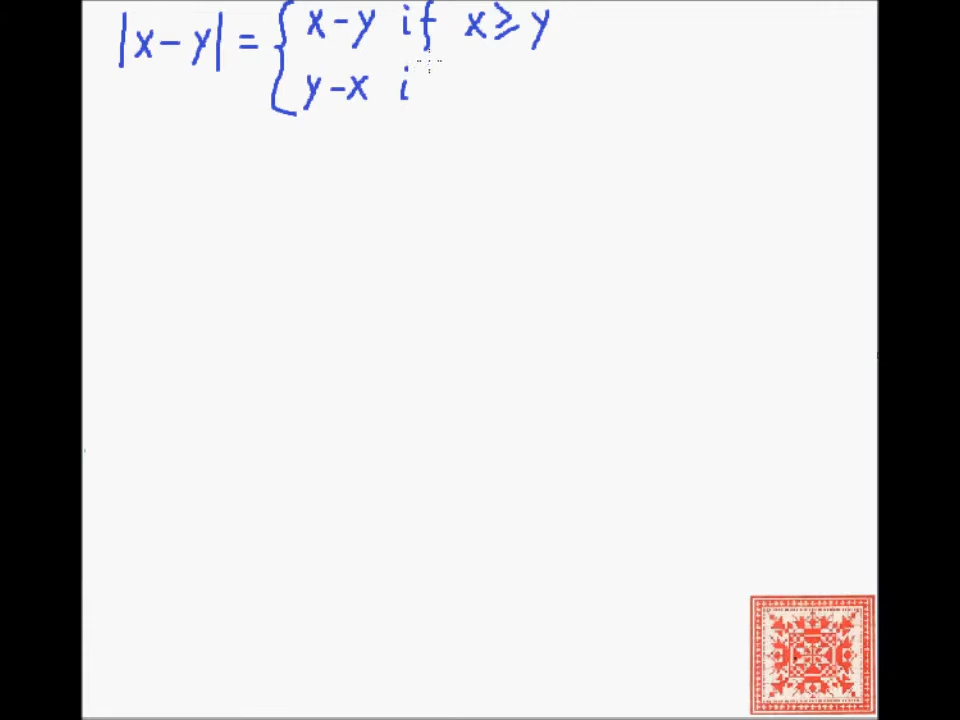 |x-y| = { x-y if x≥y
y-x i